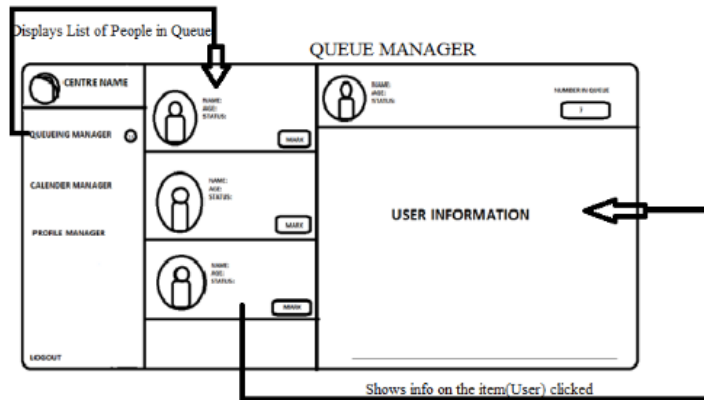 Displays List of People in Queue
QUEUE MANAGER
CENTRE NAME
QUEUEING MANAGER
CALENDER MANAGER
PROFILE MANAGER
LOGOUT
NAME:
AGE:
STATUS:
MARK
NAME:
AGE:
STATUS:
MARK
NAME:
AGE:
STATUS:
MARK
NAME:
AGE:
STATUS:
NUMBER IN QUEUE
USER INFORMATION
Shows info on the item(User) clicked